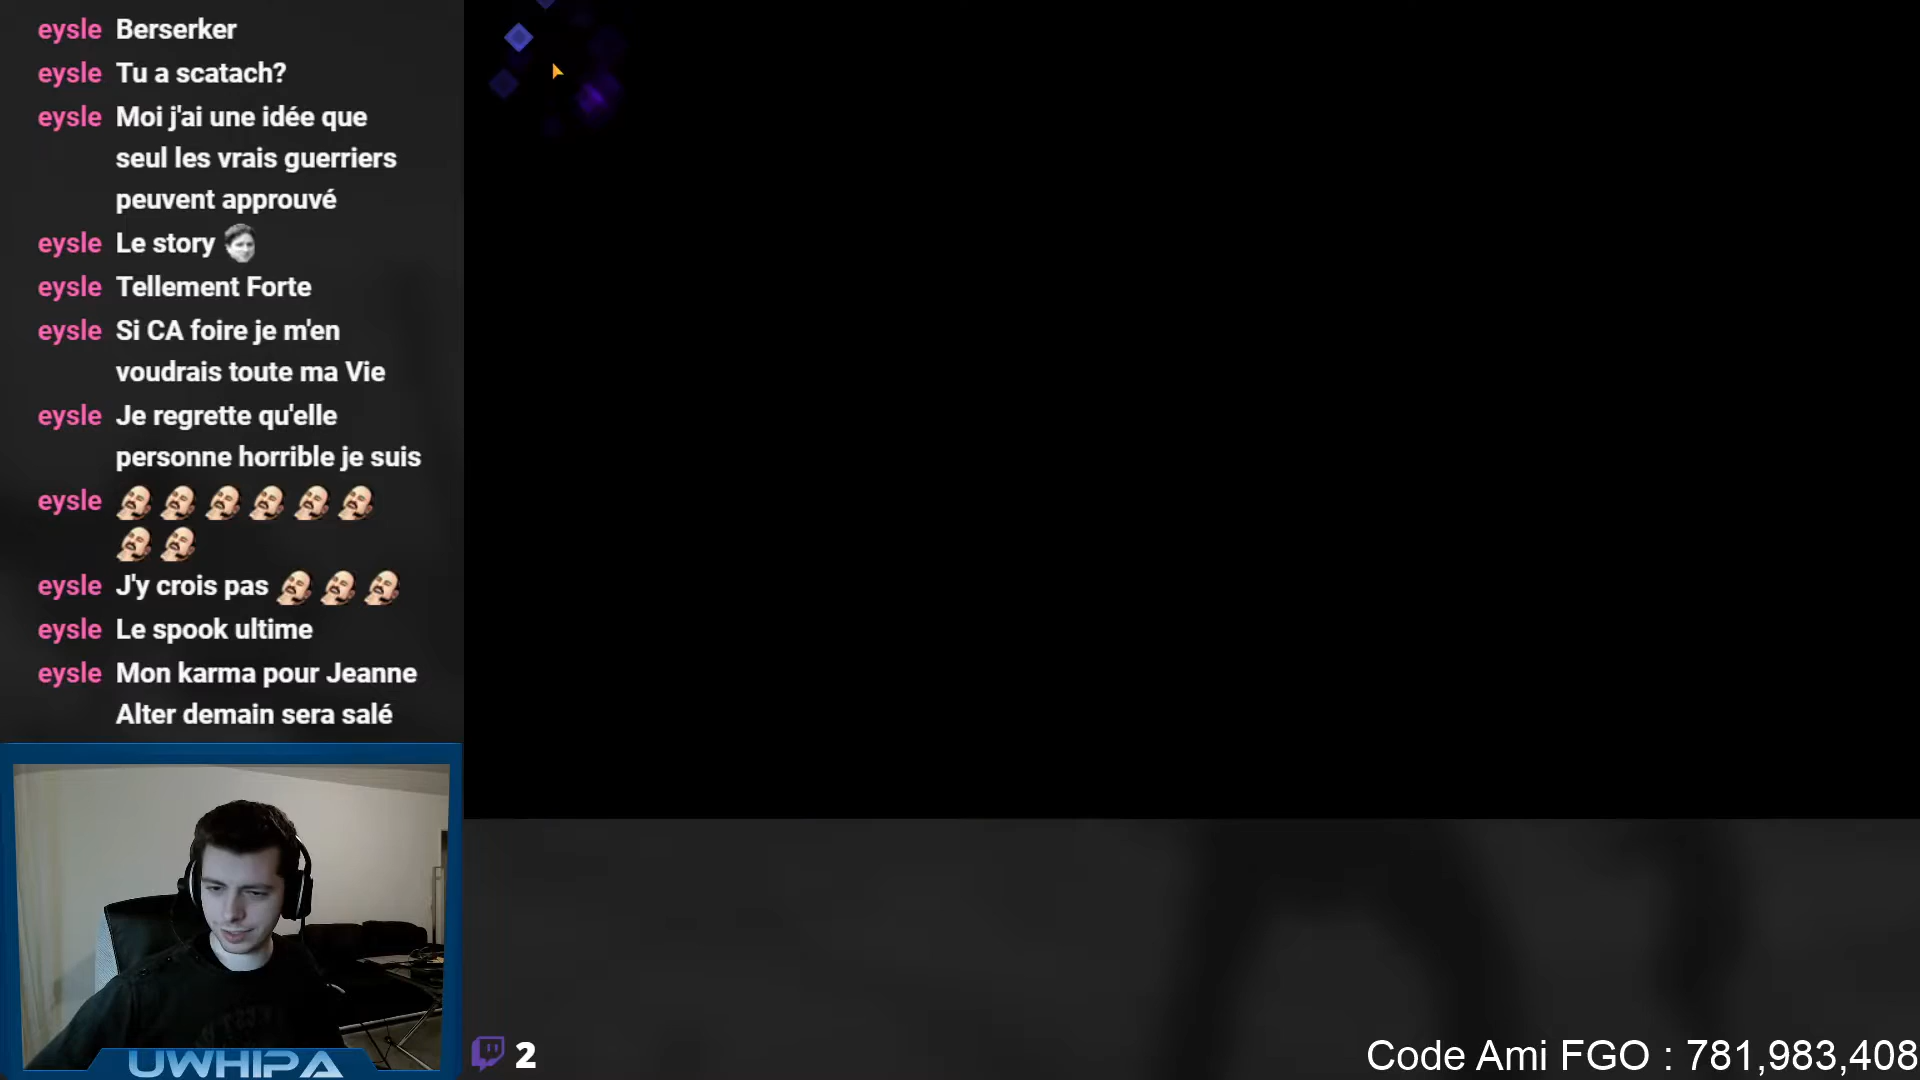 eysle Berserker
eysle Tu a scatach?
eysle Moi j'ai une idée que
seul les vrais guerriers
peuvent approuvé
eysle Le story
eysle Tellement Forte
eysle Si CA foire je m'en
voudrais toute ma Vie
eysle Je regrette qu'elle
personne horrible je suis
eysle
eysle J'y crois pas
eysle Le spook ultime
eysle Mon karma pour Jeanne
Alter demain sera salé
UWHIPA
2
Code Ami FGO : 781,983,408